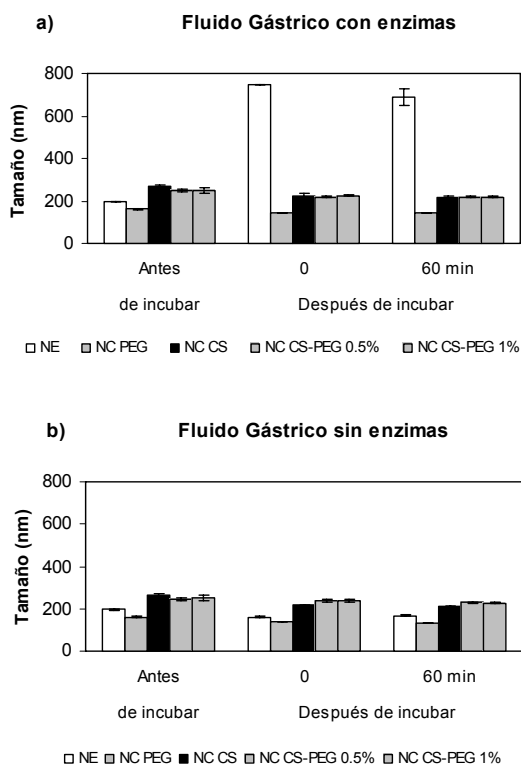 a) Fluido Gástrico con enzimas
Tamaño (nm)
800
600
400
200
0
Antes 0 60 min
de incubar Después de incubar
NE NC PEG NC CS NC CS-PEG 0.5% NC CS-PEG 1%
b) Fluido Gástrico sin enzimas
Tamaño (nm)
800
600
400
200
0
Antes 0 60 min
de incubar Después de incubar
NE NC PEG NC CS NC CS-PEG 0.5% NC CS-PEG 1%